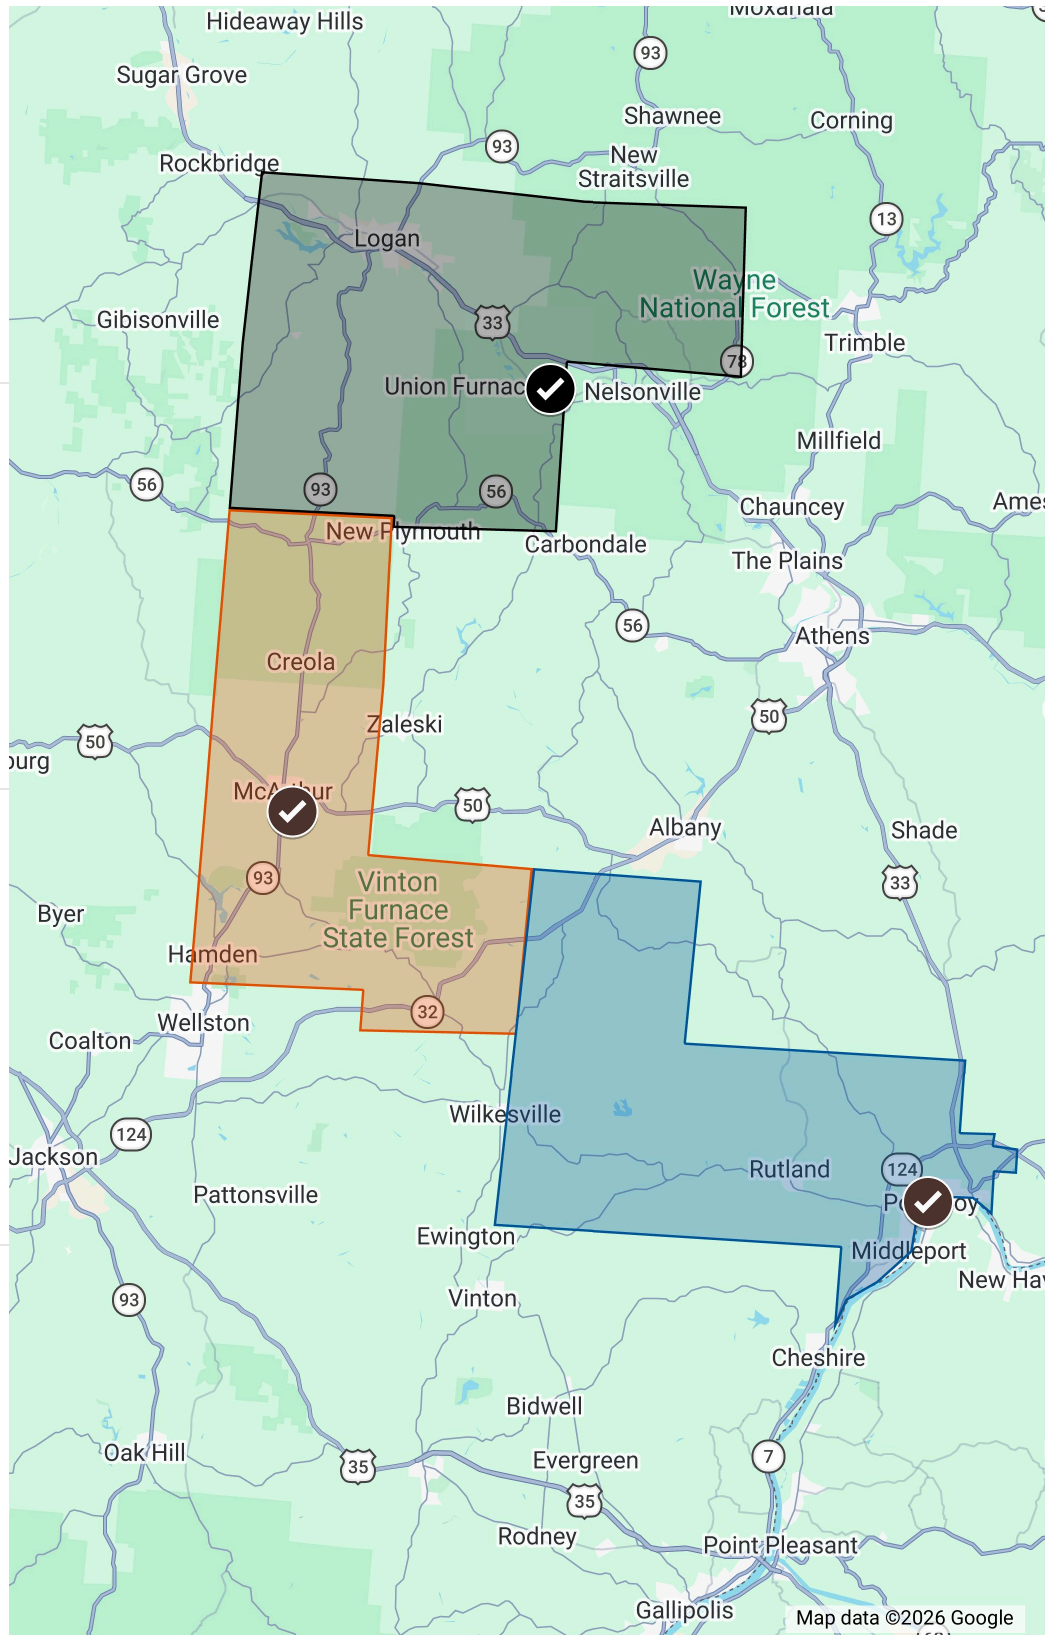 Hideaway Hills
Moxahala
93
Sugar Grove
Shawnee
Corning
93
New
Straitsville
Rockbridge
13
Logan
Wayne
National Forest
33
Gibisonville
Trimble
78
Union Furnac
Nelsonville
Millfield
56
93
56
Chauncey
Ames
New Plymouth
Carbondale
The Plains
56
Athens
Creola
Zaleski
50
50
burg
McArthur
50
Albany
Shade
93
Vinton
Furnace
State Forest
33
Byer
Hamden
32
Wellston
Coalton
Wilkesville
124
Jackson
Rutland
124
Pattonsville
Po
oy
Ewington
Middleport
New Hav
93
Vinton
Cheshire
Bidwell
Oak Hill
35
Evergreen
7
35
Rodney
Point Pleasant
Gallipolis
Map data ©2026 Google